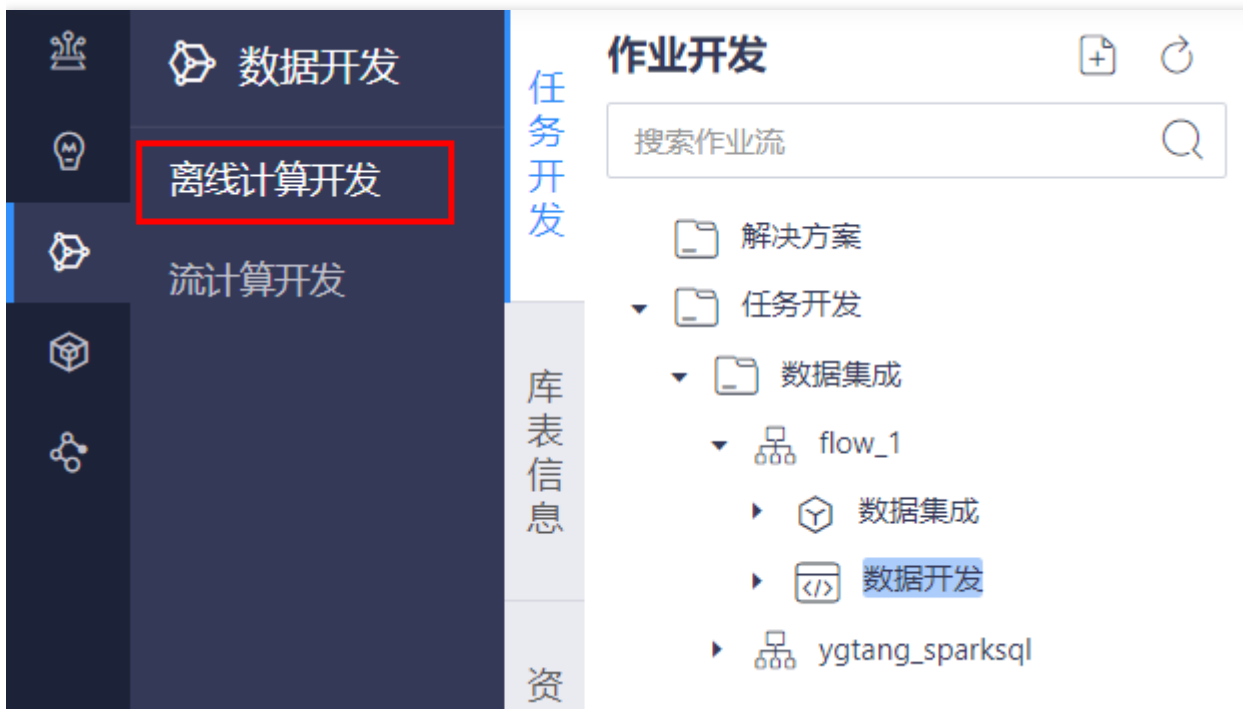 数据开发
离线计算开发
流计算开发
任务开发
库表信息
资
作业开发
搜索作业流
解决方案
任务开发
数据集成
flow_1
数据集成
数据开发
ygtang_sparksql